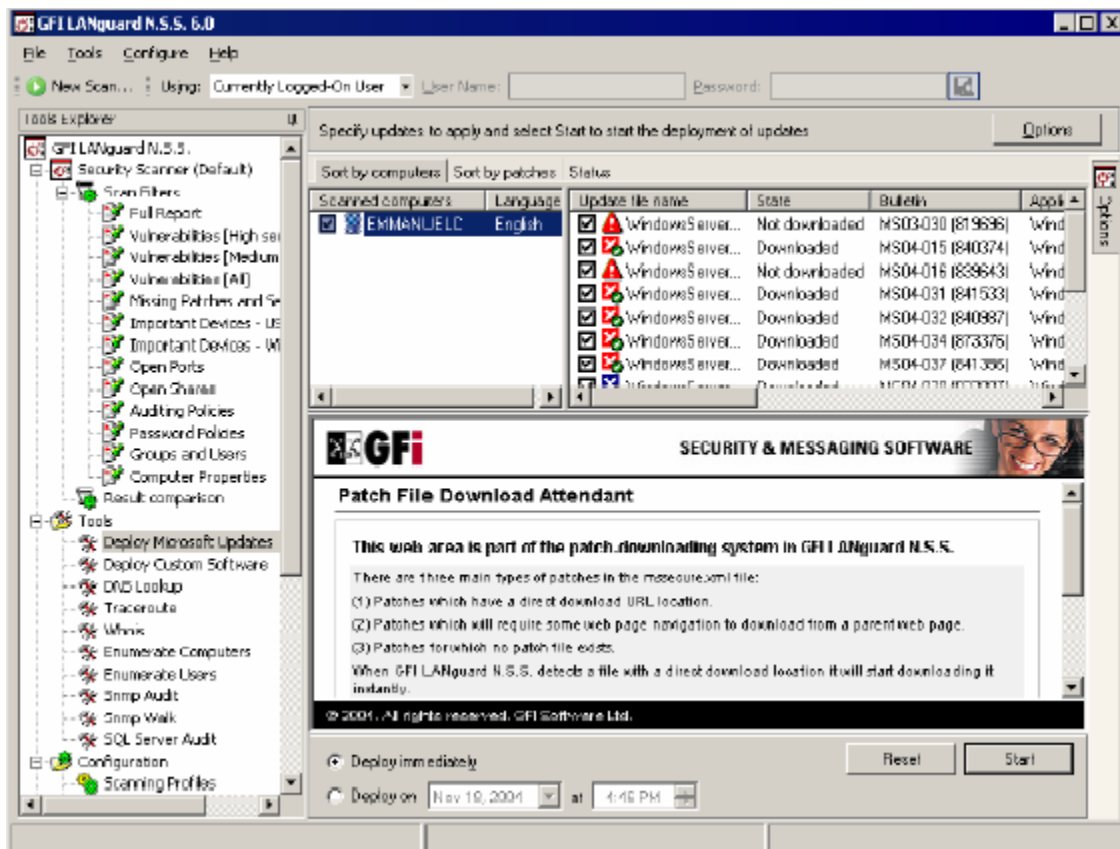 GFI LANguard N.S.S. 6.0
File Tools Configure Help
New Scan... Using: Currently Logged-On User User Name: Password:
Tools Explorer
GFI LANguard N.S.S.
Security Scanner (Default)
Scan Filters
Full Report
Vulnerabilities [High se
Vulnerabilities [Medium
Vulnerabilities [All]
Missing Patches and Se
Important Devices - US
Important Devices - Wi
Open Ports
Open Shares
Auditing Policies
Password Policies
Groups and Users
Computer Properties
Result comparison
Tools
Deploy Microsoft Updates
Deploy Custom Software
DNS Lookup
Traceroute
Whois
Enumerate Computers
Enumerate Users
Snmp Audit
Snmp Walk
SQL Server Audit
Configuration
Scanning Profiles
Specify updates to apply and select Start to start the deployment of updates
Options
Options
Sort by computers Sort by patches Status
Scanned computers Language
EMMANUELC English
Update file name State Bulletin Appli
WindowsServer... Not downloaded MS03-030 (819696) Wind
WindowsServer... Downloaded MS04-015 (840374) Wind
WindowsServer... Not downloaded MS04-016 (839643) Wind
WindowsServer... Downloaded MS04-031 (841533) Wind
WindowsServer... Downloaded MS04-032 (840987) Wind
WindowsServer... Downloaded MS04-034 (873376) Wind
WindowsServer... Downloaded MS04-037 (841356) Wind
GFi SECURITY & MESSAGING SOFTWARE
Patch File Download Attendant
This web area is part of the patch downloading system in GFI LANguard N.S.S.
There are three main types of patches in the mssecure.xml file:
(1) Patches which have a direct download URL location.
(2) Patches which will require some web page navigation to download from a parent web page.
(3) Patches for which no patch file exists.
When GFI LANguard N.S.S. detects a file with a direct download location it will start downloading it
instantly.
© 2004. All rights reserved. GFI Software Ltd.
Deploy immediately
Reset Start
Deploy on Nov 19, 2004 at 4:46 PM